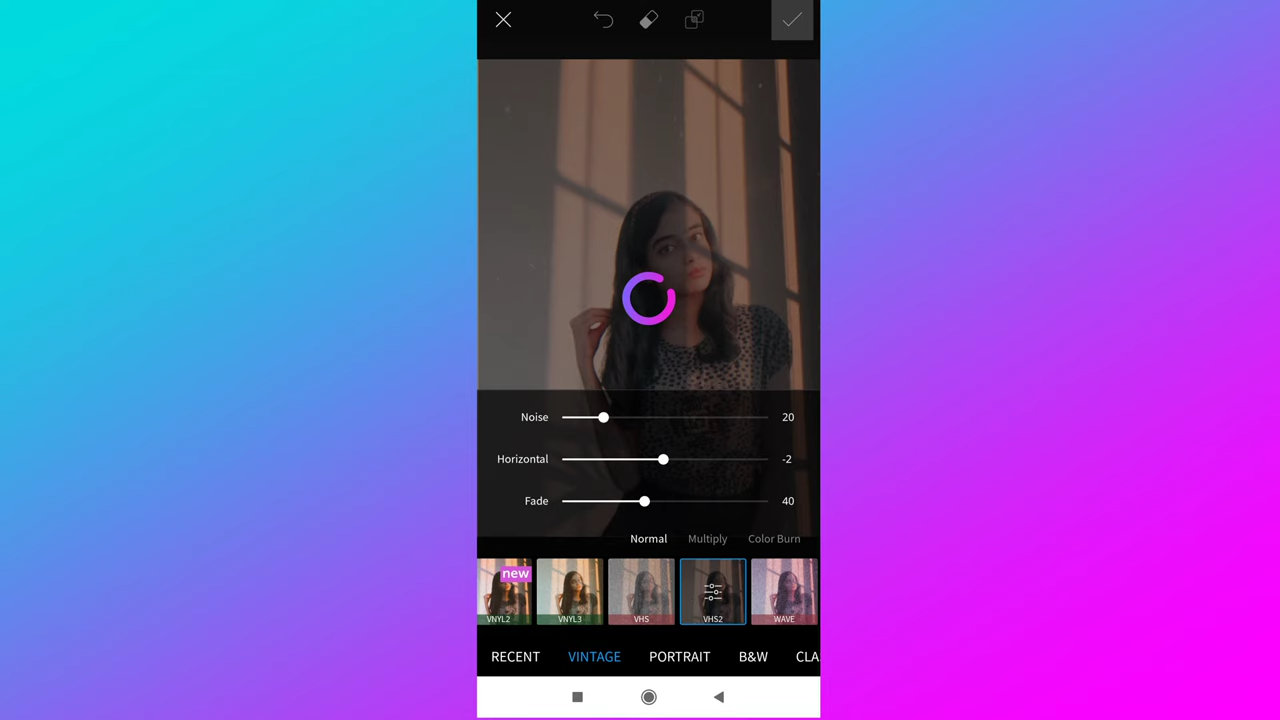 Noise 20
Horizontal -2
Fade 40
Normal Multiply Color Burn
new
VNYL2 VNYL3 VHS VHS2 WAVE
RECENT VINTAGE PORTRAIT B&W CLA